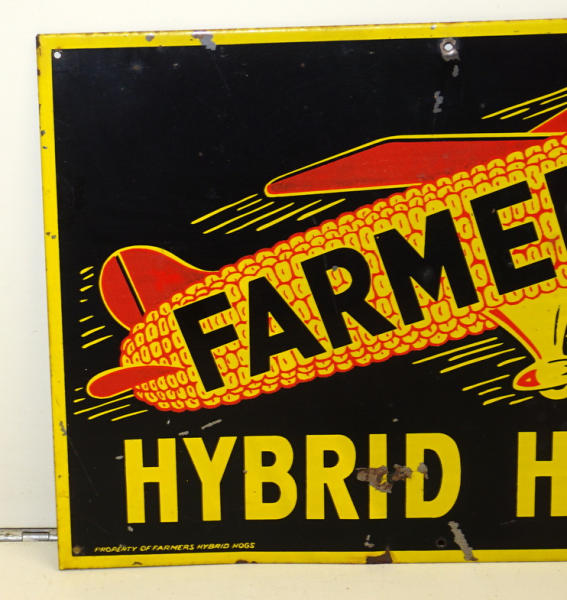 FARME
HYBRID H
PROPERTY OF FARMERS HYBRID HOGS